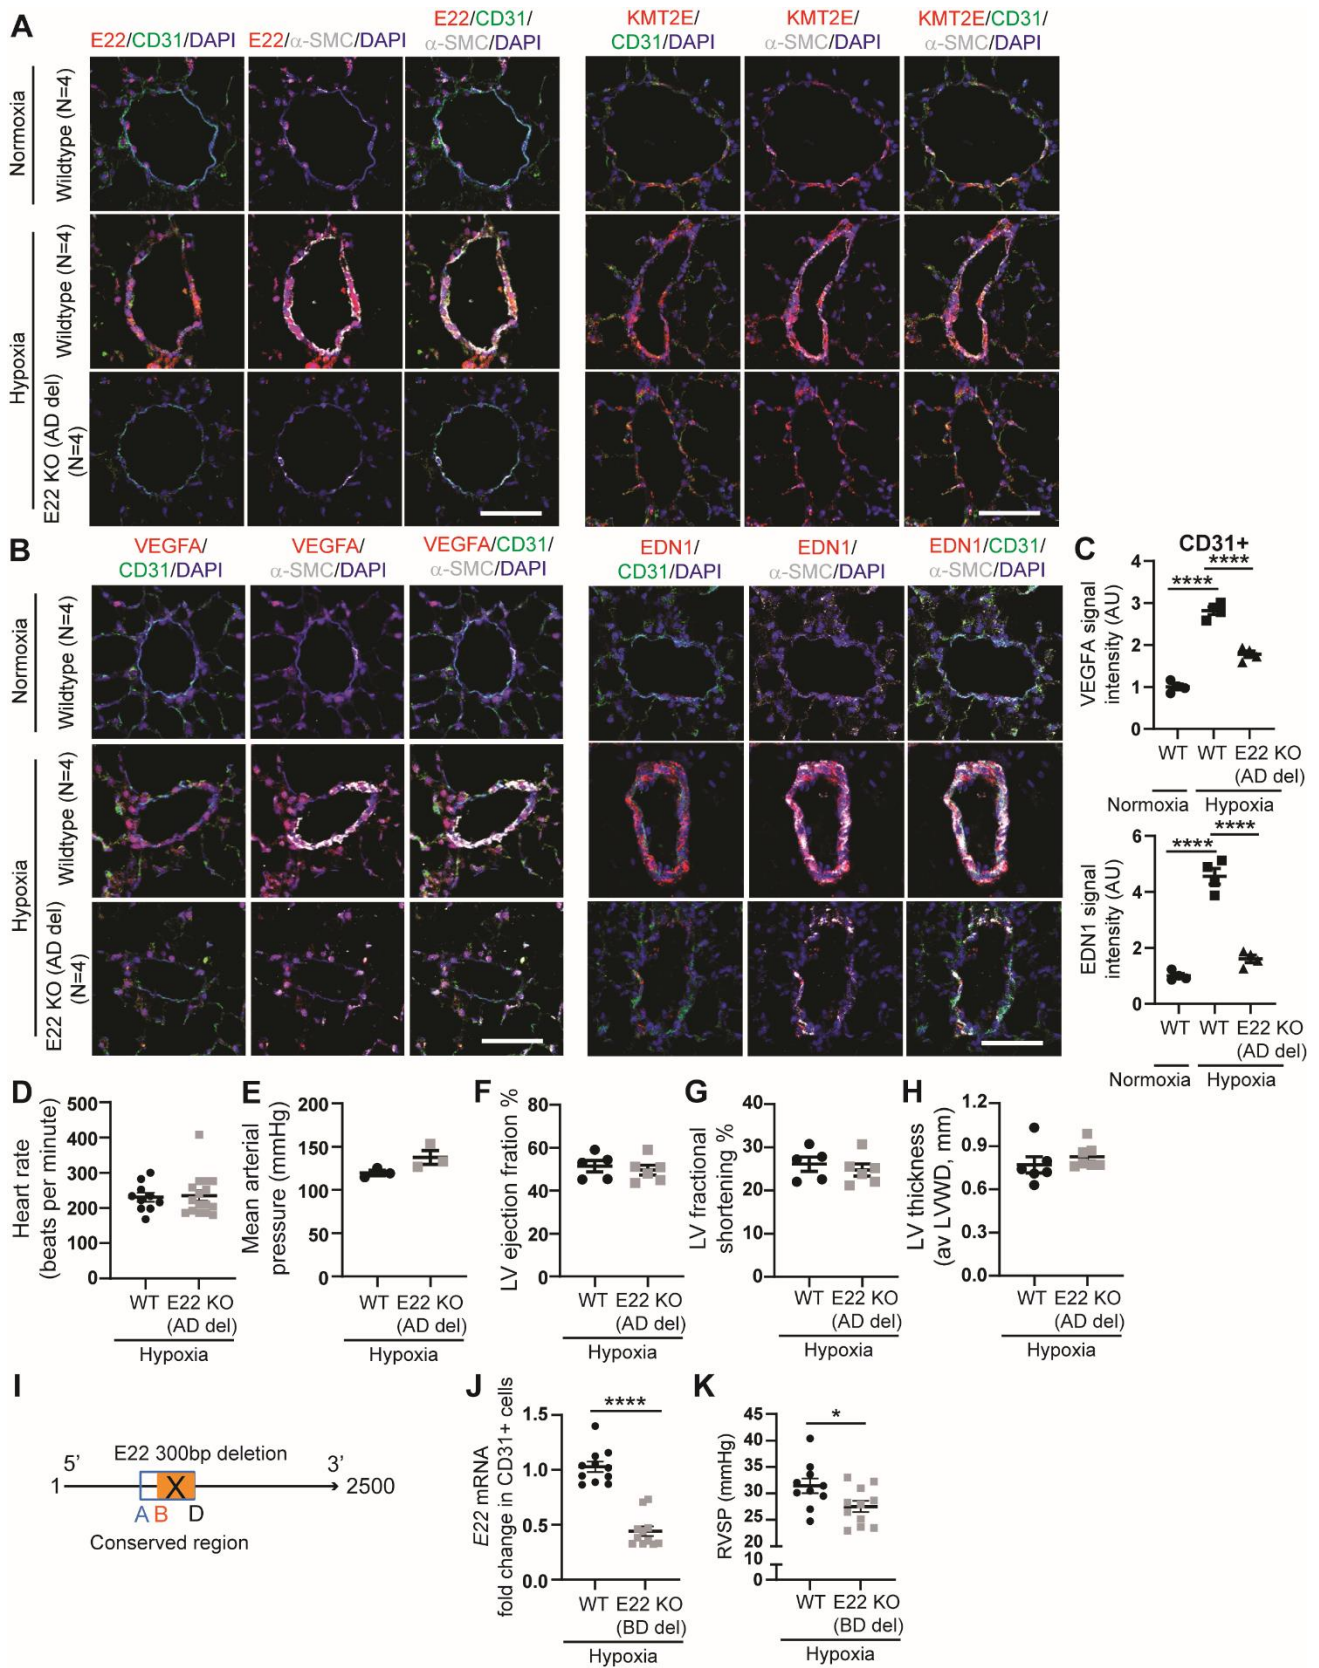 A
E22/CD31/DAPI
E22/α-SMC/DAPI
E22/CD31/
α-SMC/DAPI
KMT2E/
CD31/DAPI
KMT2E/
α-SMC/DAPI
KMT2E/CD31/
α-SMC/DAPI
Normoxia
Wildtype (N=4)
Hypoxia
Wildtype (N=4)
E22 KO (AD del)
(N=4)
B
VEGFA/
CD31/DAPI
VEGFA/
α-SMC/DAPI
VEGFA/CD31/
α-SMC/DAPI
EDN1/
CD31/DAPI
EDN1/
α-SMC/DAPI
EDN1/CD31/
α-SMC/DAPI
Normoxia
Wildtype (N=4)
Hypoxia
Wildtype (N=4)
E22 KO (AD del)
(N=4)
C
CD31+
VEGFA signal
intensity (AU)
4
3
2
1
0
****
****
WT
WT
E22 KO
(AD del)
Normoxia
Hypoxia
EDN1 signal
intensity (AU)
6
4
2
0
****
****
WT
WT
E22 KO
(AD del)
Normoxia
Hypoxia
D
Heart rate
(beats per minute)
500
400
300
200
100
0
WT
E22 KO
(AD del)
Hypoxia
E
Mean arterial
pressure (mmHg)
200
150
100
50
0
WT
E22 KO
(AD del)
Hypoxia
F
LV ejection fration %
80
60
40
20
0
WT
E22 KO
(AD del)
Hypoxia
G
LV fractional
shortening %
40
30
20
10
0
WT
E22 KO
(AD del)
Hypoxia
H
LV thickness
(av LVWD, mm)
1.2
0.9
0.6
0.3
0.0
WT
E22 KO
(AD del)
Hypoxia
I
E22 300bp deletion
5’
3’
1
X
2500
A
B
D
Conserved region
J
E22 mRNA
fold change in CD31+ cells
1.5
1.0
0.5
0.0
****
WT
E22 KO
(BD del)
Hypoxia
K
RVSP (mmHg)
45
40
35
30
25
20
10
0
*
WT
E22 KO
(BD del)
Hypoxia